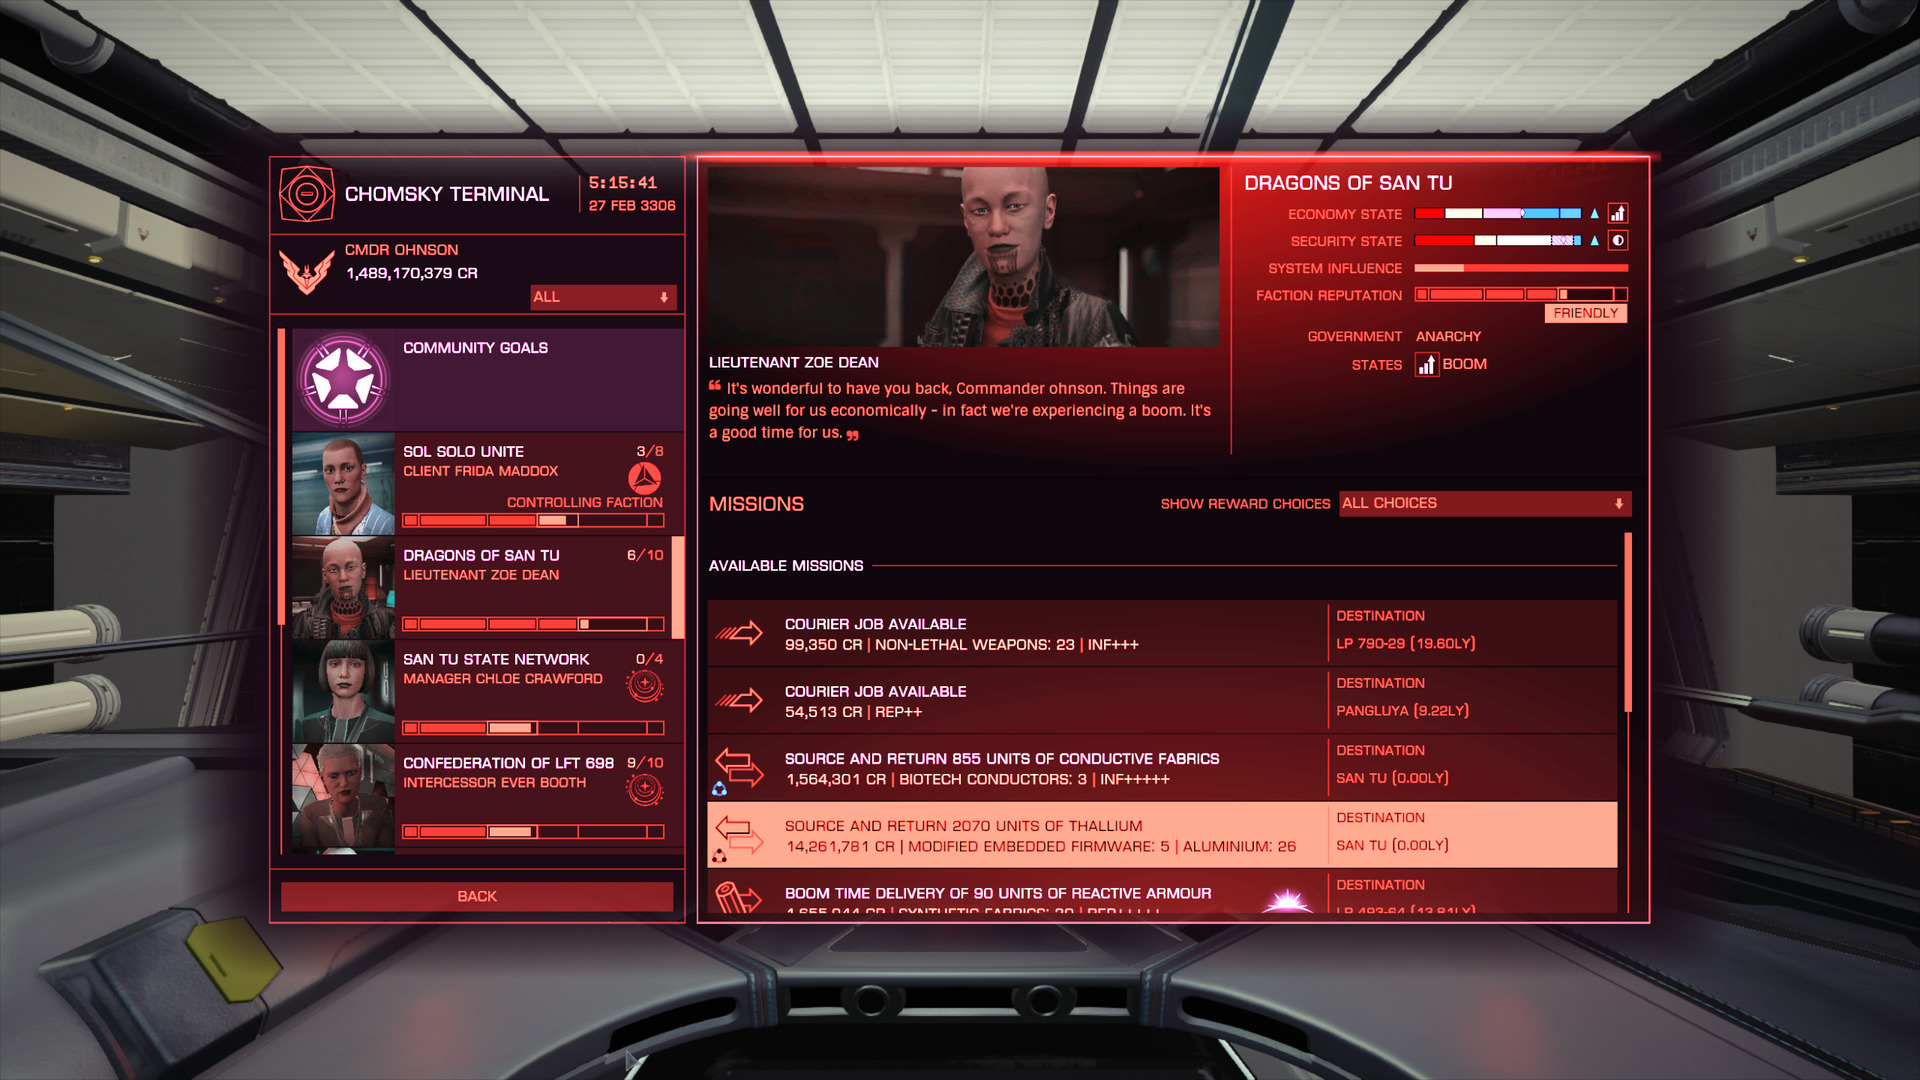 CHOMSKY TERMINAL
5:15:41
27 FEB 3306
CMDR OHNSON
1,489,170,379 CR
ALL
COMMUNITY GOALS
SOL SOLO UNITE 3/8
CLIENT FRIDA MADDOX
CONTROLLING FACTION
DRAGONS OF SAN TU 6/10
LIEUTENANT ZOE DEAN
SAN TU STATE NETWORK 0/4
MANAGER CHLOE CRAWFORD
CONFEDERATION OF LFT 698 9/10
INTERCESSOR EVER BOOTH
BACK
LIEUTENANT ZOE DEAN
“ It's wonderful to have you back, Commander ohnson. Things are
going well for us economically - in fact we're experiencing a boom. It's
a good time for us. ”
DRAGONS OF SAN TU
ECONOMY STATE
SECURITY STATE
SYSTEM INFLUENCE
FACTION REPUTATION
FRIENDLY
GOVERNMENT ANARCHY
STATES BOOM
MISSIONS
SHOW REWARD CHOICES ALL CHOICES
AVAILABLE MISSIONS
COURIER JOB AVAILABLE
99,350 CR | NON-LETHAL WEAPONS: 23 | INF+++
DESTINATION
LP 790-29 (19.60LY)
COURIER JOB AVAILABLE
54,513 CR | REP++
DESTINATION
PANGLUYA (9.22LY)
SOURCE AND RETURN 855 UNITS OF CONDUCTIVE FABRICS
1,564,301 CR | BIOTECH CONDUCTORS: 3 | INF+++++
DESTINATION
SAN TU (0.00LY)
SOURCE AND RETURN 2070 UNITS OF THALLIUM
14,261,781 CR | MODIFIED EMBEDDED FIRMWARE: 5 | ALUMINIUM: 26
DESTINATION
SAN TU (0.00LY)
BOOM TIME DELIVERY OF 90 UNITS OF REACTIVE ARMOUR
DESTINATION